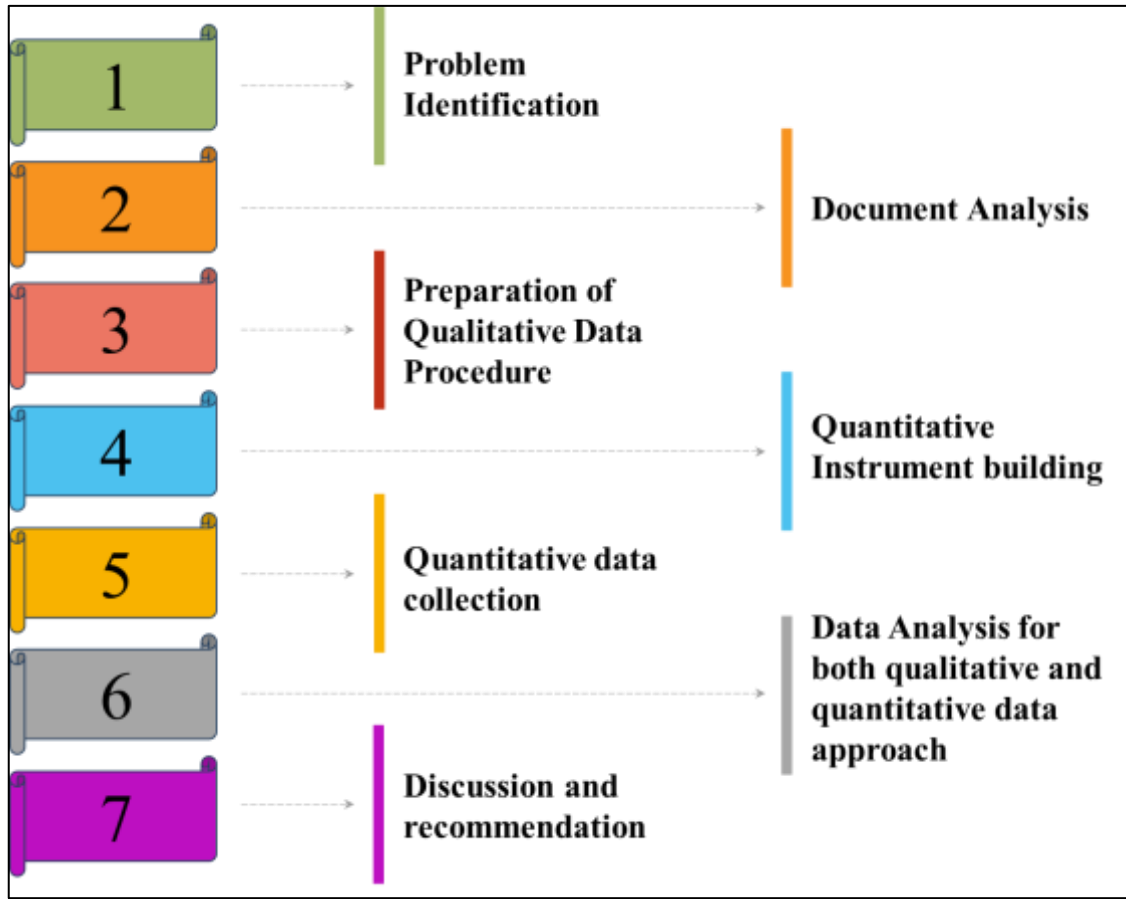 1
Problem
Identification
2
Document Analysis
3
Preparation of
Qualitative Data
Procedure
4
Quantitative
Instrument building
5
Quantitative data
collection
6
Data Analysis for
both qualitative and
quantitative data
approach
7
Discussion and
recommendation